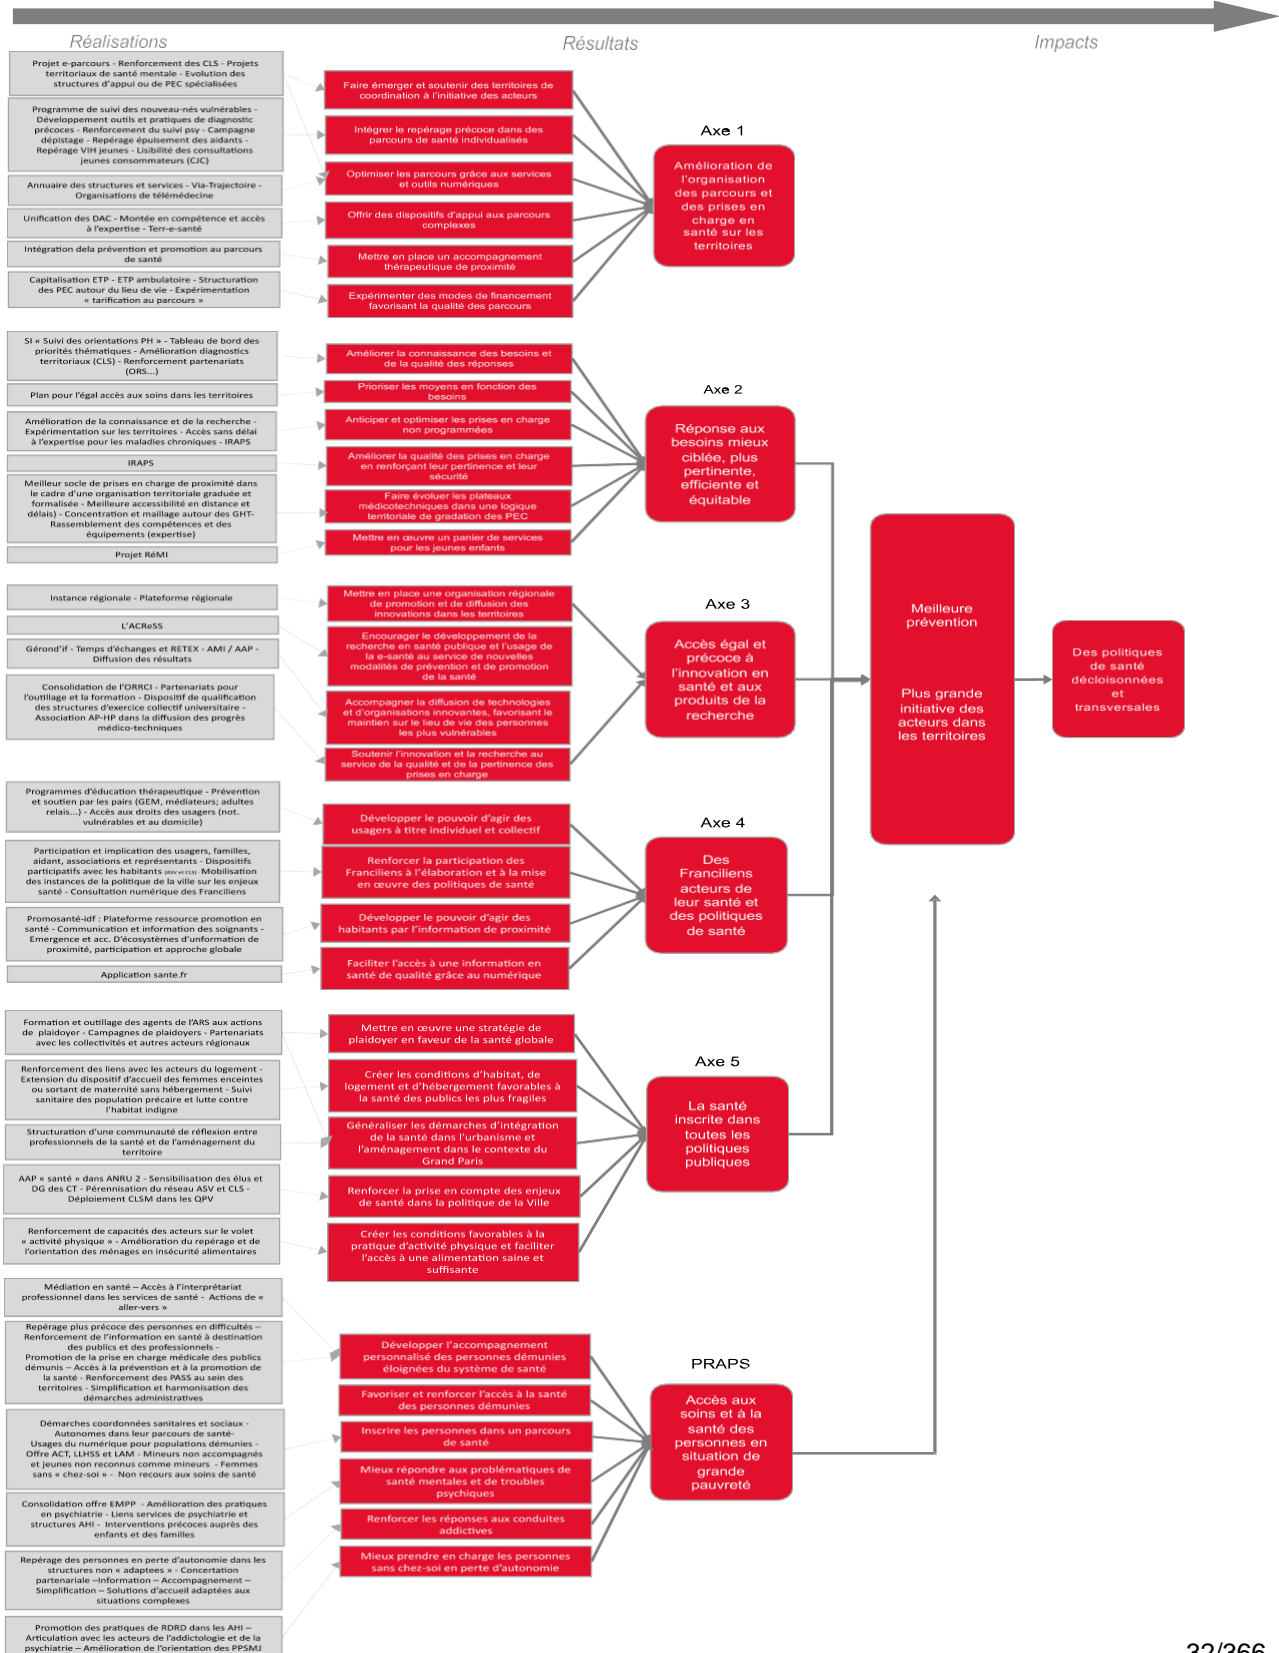 Réalisations
Résultats
Impacts
Projet e-parcours - Renforcement des CLS - Projets
territoriaux de santé mentale - Evolution des
structures d'appui ou de PEC spécialisées
Programme de suivi des nouveau-nés vulnérables -
Développement outils et pratiques de diagnostic
précoces - Renforcement du suivi psy - Campagne
dépistage - Repérage épuisement des aidants -
Repérage VIH jeunes - Lisibilité des consultations
jeunes consommateurs (CJC)
Annuaire des structures et services - Via-Trajectoire -
Organisations de télémédecine
Unification des DAC - Montée en compétence et accès
à l'expertise - Terr-e-santé
Intégration dela prévention et promotion au parcours
de santé
Capitalisation ETP - ETP ambulatoire - Structuration
des PEC autour du lieu de vie - Expérimentation
« tarification au parcours »
Faire émerger et soutenir des territoires de
coordination à l'initiative des acteurs
Intégrer le repérage précoce dans des
parcours de santé individualisés
Optimiser les parcours grâce aux services
et outils numériques
Offrir des dispositifs d'appui aux parcours
complexes
Mettre en place un accompagnement
thérapeutique de proximité
Expérimenter des modes de financement
favorisant la qualité des parcours
Axe 1
Amélioration de
l'organisation
des parcours et
des prises en
charge en
santé sur les
territoires
SI « Suivi des orientations PH » - Tableau de bord des
priorités thématiques - Amélioration diagnostics
territoriaux (CLS) - Renforcement partenariats
(ORS...)
Plan pour l'égal accès aux soins dans les territoires
Amélioration de la connaissance et de la recherche -
Expérimentation sur les territoires - Accès sans délai
à l'expertise pour les maladies chroniques - IRAPS
IRAPS
Meilleur socle de prises en charge de proximité dans
le cadre d'une organisation territoriale graduée et
formalisée - Meilleure accessibilité en distance et
délais) - Concentration et maillage autour des GHT-
Rassemblement des compétences et des
équipements (expertise)
Projet RéMI
Améliorer la connaissance des besoins et
de la qualité des réponses
Prioriser les moyens en fonction des
besoins
Anticiper et optimiser les prises en charge
non programmées
Améliorer la qualité des prises en charge
en renforçant leur pertinence et leur
sécurité
Faire évoluer les plateaux
médicotechniques dans une logique
territoriale de gradation des PEC
Mettre en œuvre un panier de services
pour les jeunes enfants
Axe 2
Réponse aux
besoins mieux
ciblée, plus
pertinente,
efficiente et
équitable
Instance régionale - Plateforme régionale
L'ACReSS
Gérond'if - Temps d'échanges et RETEX - AMI / AAP -
Diffusion des résultats
Consolidation de l'ORRCI - Partenariats pour
l'outillage et la formation - Dispositif de qualification
des structures d'exercice collectif universitaire -
Association AP-HP dans la diffusion des progrès
médico-techniques
Mettre en place une organisation régionale
de promotion et de diffusion des
innovations dans les territoires
Encourager le développement de la
recherche en santé publique et l'usage de
la e-santé au service de nouvelles
modalités de prévention et de promotion
de la santé
Accompagner la diffusion de technologies
et d'organisations innovantes, favorisant le
maintien sur le lieu de vie des personnes
les plus vulnérables
Soutenir l'innovation et la recherche au
service de la qualité et de la pertinence des
prises en charge
Axe 3
Accès égal et
précoce à
l'innovation en
santé et aux
produits de la
recherche
Meilleure
prévention
Plus grande
initiative des
acteurs dans
les territoires
Des politiques
de santé
décloisonnées
et
transversales
Programmes d'éducation thérapeutique - Prévention
et soutien par les pairs (GEM, médiateurs; adultes
relais...) - Accès aux droits des usagers (not.
vulnérables et au domicile)
Participation et implication des usagers, familles,
aidant, associations et représentants - Dispositifs
participatifs avec les habitants (ASV et CLS) - Mobilisation
des instances de la politique de la ville sur les enjeux
santé - Consultation numérique des Franciliens
Promosanté-idf : Plateforme ressource promotion en
santé - Communication et information des soignants -
Emergence et acc. D'écosystèmes d'unformation de
proximité, participation et approche globale
Application sante.fr
Développer le pouvoir d'agir des
usagers à titre individuel et collectif
Renforcer la participation des
Franciliens à l'élaboration et à la mise
en œuvre des politiques de santé
Développer le pouvoir d'agir des
habitants par l'information de proximité
Faciliter l'accès à une information en
santé de qualité grâce au numérique
Axe 4
Des
Franciliens
acteurs de
leur santé et
des politiques
de santé
Formation et outillage des agents de l'ARS aux actions
de plaidoyer - Campagnes de plaidoyers - Partenariats
avec les collectivités et autres acteurs régionaux
Renforcement des liens avec les acteurs du logement -
Extension du dispositif d'accueil des femmes enceintes
ou sortant de maternité sans hébergement - Suivi
sanitaire des population précaire et lutte contre
l'habitat indigne
Structuration d'une communauté de réflexion entre
professionnels de la santé et de l'aménagement du
territoire
AAP « santé » dans ANRU 2 - Sensibilisation des élus et
DG des CT - Pérennisation du réseau ASV et CLS -
Déploiement CLSM dans les QPV
Renforcement de capacités des acteurs sur le volet
« activité physique » - Amélioration du repérage et de
l'orientation des ménages en insécurité alimentaires
Mettre en œuvre une stratégie de
plaidoyer en faveur de la santé globale
Créer les conditions d'habitat, de
logement et d'hébergement favorables à
la santé des publics les plus fragiles
Généraliser les démarches d'intégration
de la santé dans l'urbanisme et
l'aménagement dans le contexte du
Grand Paris
Renforcer la prise en compte des enjeux
de santé dans la politique de la Ville
Créer les conditions favorables à la
pratique d'activité physique et faciliter
l'accès à une alimentation saine et
suffisante
Axe 5
La santé
inscrite dans
toutes les
politiques
publiques
Médiation en santé – Accès à l'interprétariat
professionnel dans les services de santé - Actions de «
aller-vers »
Repérage plus précoce des personnes en difficultés –
Renforcement de l'information en santé à destination
des publics et des professionnels -
Promotion de la prise en charge médicale des publics
démunis – Accès à la prévention et à la promotion de
la santé - Renforcement des PASS au sein des
territoires - Simplification et harmonisation des
démarches administratives
Démarches coordonnées sanitaires et sociaux -
Autonomes dans leur parcours de santé-
Usages du numérique pour populations démunies -
Offre ACT, LLHSS et LAM - Mineurs non accompagnés
et jeunes non reconnus comme mineurs - Femmes
sans « chez-soi » - Non recours aux soins de santé
Consolidation offre EMPP - Amélioration des pratiques
en psychiatrie - Liens services de psychiatrie et
structures AHI - Interventions précoces auprès des
enfants et des familles
Repérage des personnes en perte d'autonomie dans les
structures non « adaptees » - Concertation
partenariale –Information – Accompagnement –
Simplification – Solutions d'accueil adaptées aux
situations complexes
Promotion des pratiques de RDRD dans les AHI –
Articulation avec les acteurs de l'addictologie et de la
psychiatrie – Amélioration de l'orientation des PPSMJ
Développer l'accompagnement
personnalisé des personnes démunies
éloignées du système de santé
Favoriser et renforcer l'accès à la santé
des personnes démunies
Inscrire les personnes dans un parcours
de santé
Mieux répondre aux problématiques de
santé mentales et de troubles
psychiques
Renforcer les réponses aux conduites
addictives
Mieux prendre en charge les personnes
sans chez-soi en perte d'autonomie
PRAPS
Accès aux
soins et à la
santé des
personnes en
situation de
grande
pauvreté
32/366